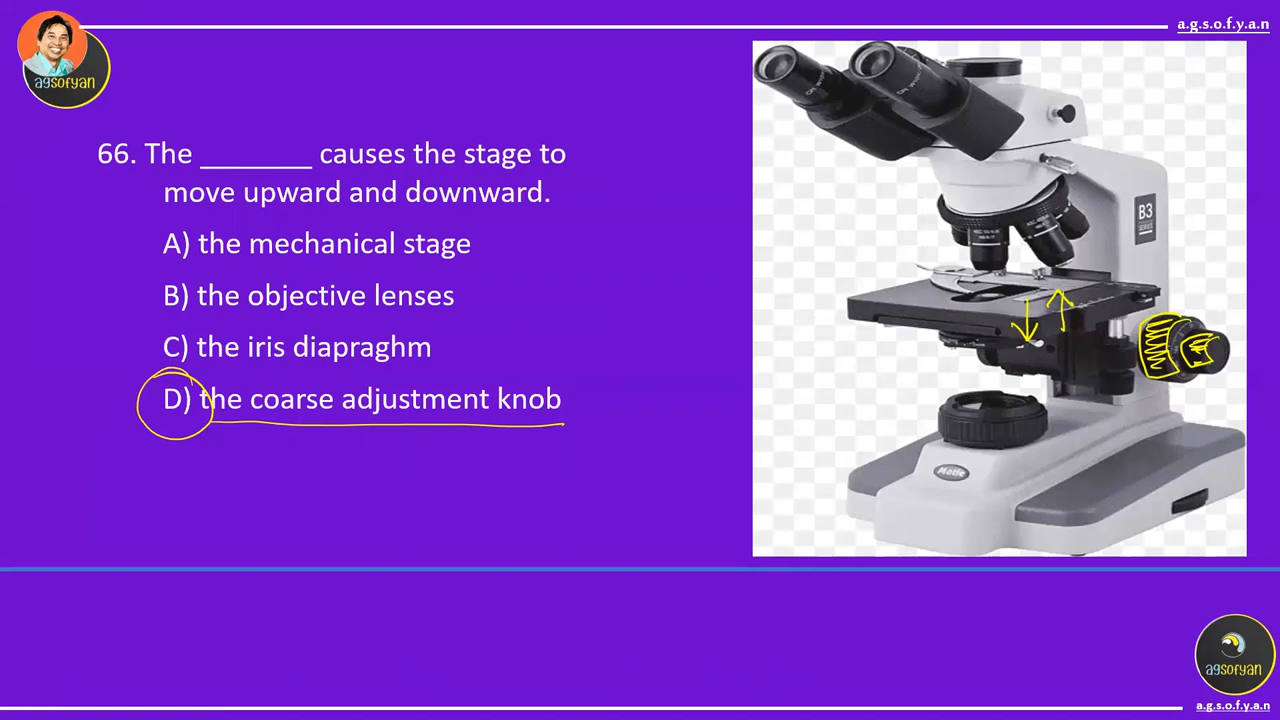 a.g.s.o.f.y.a.n
agsofyan
66. The _______ causes the stage to
move upward and downward.
A) the mechanical stage
B) the objective lenses
C) the iris diapraghm
D) the coarse adjustment knob
B3
SERIES
Motic
agsofyan
a.g.s.o.f.y.a.n